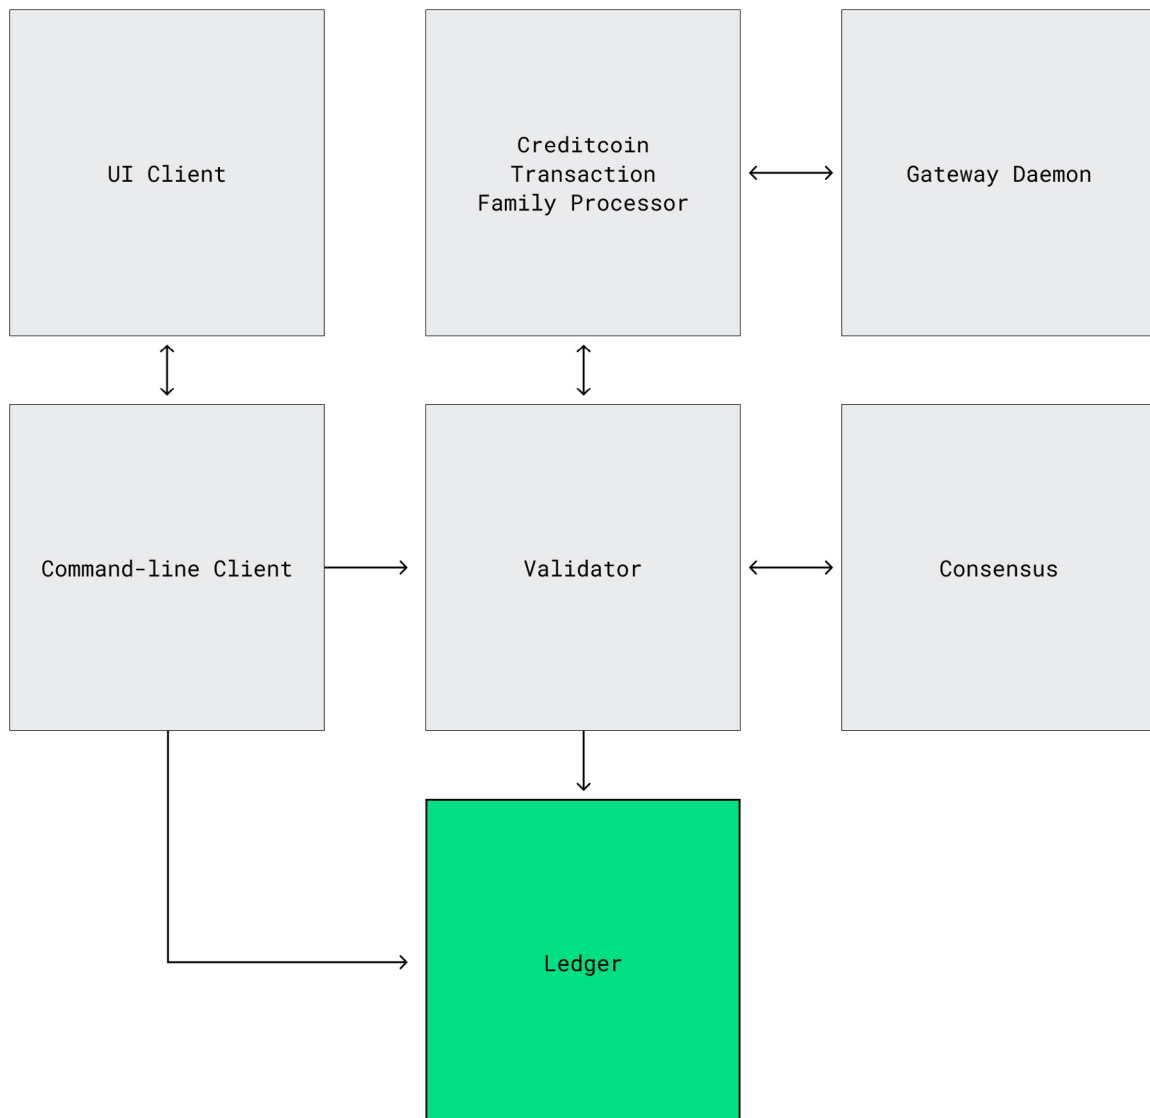 UI Client
Creditcoin
Transaction
Family Processor
Gateway Daemon
Command-line Client
Validator
Consensus
Ledger